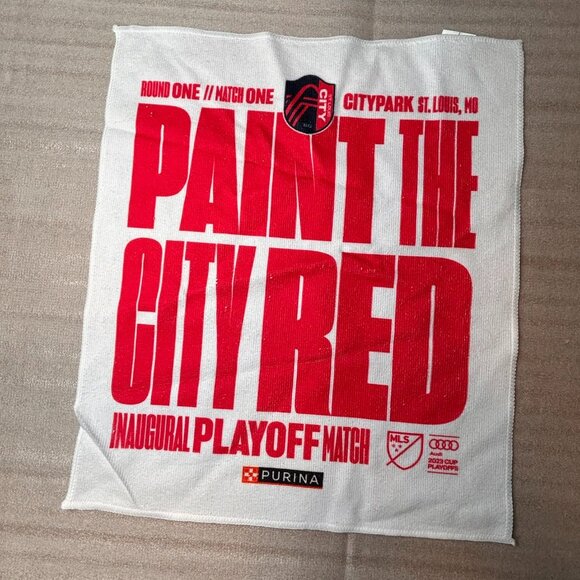 ROUND ONE // MATCH ONE
CITYPARK ST. LOUIS, MO
CITY
PAINT THE
CITY RED
INAUGURAL PLAYOFF MATCH
MLS
Audi
2023 CUP
PLAYOFFS
PURINA